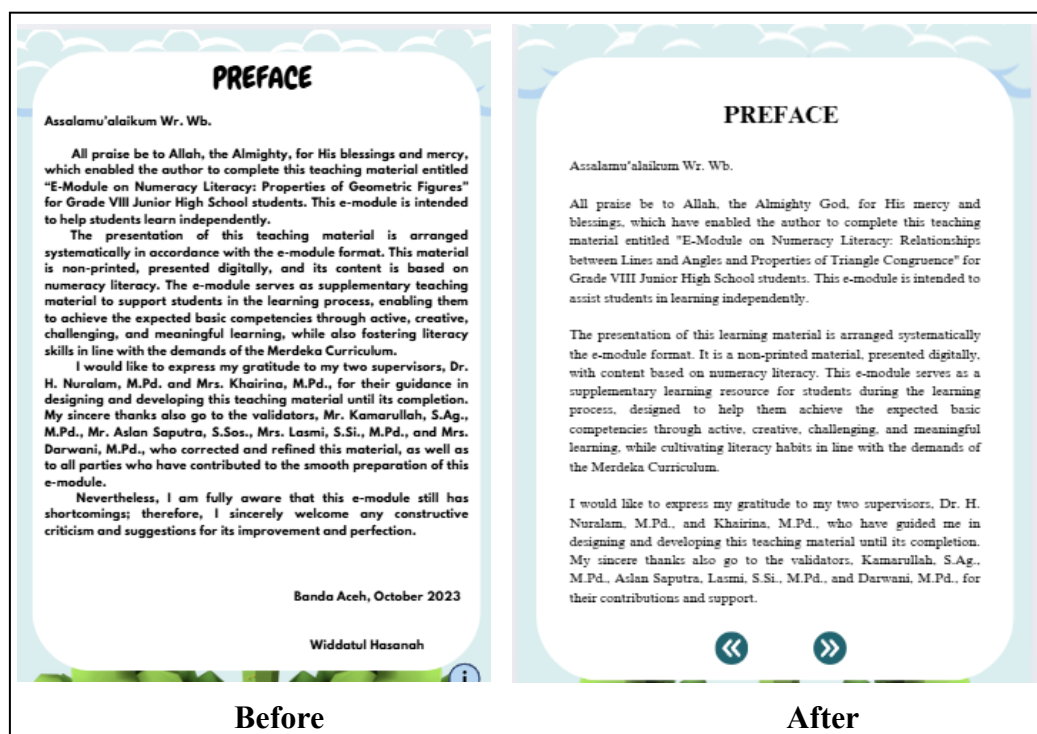 PREFACE
Assalamu'alaikum Wr. Wb.
All praise be to Allah, the Almighty, for His blessings and mercy,
which enabled the author to complete this teaching material entitled
“E-Module on Numeracy Literacy: Properties of Geometric Figures”
for Grade VIII Junior High School students. This e-module is intended
to help students learn independently.
The presentation of this teaching material is arranged
systematically in accordance with the e-module format. This material
is non-printed, presented digitally, and its content is based on
numeracy literacy. The e-module serves as supplementary teaching
material to support students in the learning process, enabling them
to achieve the expected basic competencies through active, creative,
challenging, and meaningful learning, while also fostering literacy
skills in line with the demands of the Merdeka Curriculum.
I would like to express my gratitude to my two supervisors, Dr.
H. Nuralam, M.Pd. and Mrs. Khairina, M.Pd., for their guidance in
designing and developing this teaching material until its completion.
My sincere thanks also go to the validators, Mr. Kamarullah, S.Ag.,
M.Pd., Mr. Aslan Saputra, S.Sos., Mrs. Lasmi, S.Si., M.Pd., and Mrs.
Darwani, M.Pd., who corrected and refined this material, as well as
to all parties who have contributed to the smooth preparation of this
e-module.
Nevertheless, I am fully aware that this e-module still has
shortcomings; therefore, I sincerely welcome any constructive
criticism and suggestions for its improvement and perfection.
Banda Aceh, October 2023
Widdatul Hasanah
i
Before
PREFACE
Assalamu'alaikum Wr. Wb.
All praise be to Allah, the Almighty God, for His mercy and
blessings, which have enabled the author to complete this teaching
material entitled "E-Module on Numeracy Literacy: Relationships
between Lines and Angles and Properties of Triangle Congruence" for
Grade VIII Junior High School students. This e-module is intended to
assist students in learning independently.
The presentation of this learning material is arranged systematically
the e-module format. It is a non-printed material, presented digitally,
with content based on numeracy literacy. This e-module serves as a
supplementary learning resource for students during the learning
process, designed to help them achieve the expected basic
competencies through active, creative, challenging, and meaningful
learning, while cultivating literacy habits in line with the demands of
the Merdeka Curriculum.
I would like to express my gratitude to my two supervisors, Dr. H.
Nuralam, M.Pd., and Khairina, M.Pd., who have guided me in
designing and developing this teaching material until its completion.
My sincere thanks also go to the validators, Kamarullah, S.Ag.,
M.Pd., Aslan Saputra, Lasmi, S.Si., M.Pd., and Darwani, M.Pd., for
their contributions and support.
After